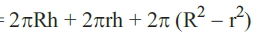 = 2πRh + 2πrh + 2π (R² – r²)